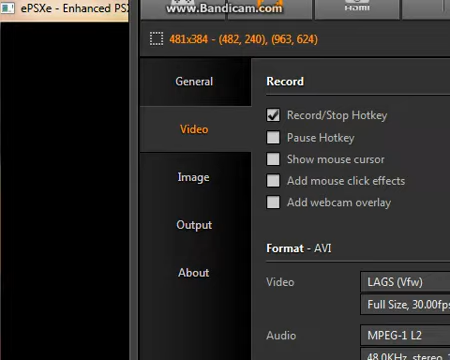 ePSXe - Enhanced PSX
www.Bandicam.com
HDMI
481x384 - (482, 240), (963, 624)
General
Record
Record/Stop Hotkey
Video
Pause Hotkey
Show mouse cursor
Image
Add mouse click effects
Add webcam overlay
Output
Format - AVI
About
Video
LAGS (Vfw)
Full Size, 30.00fps
Audio
MPEG-1 L2
48.0KHz, stereo,